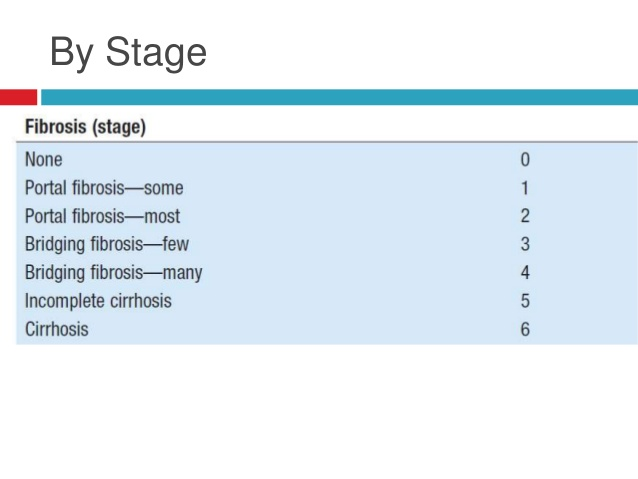 By Stage
Fibrosis (stage)
None 0
Portal fibrosis—some 1
Portal fibrosis—most 2
Bridging fibrosis—few 3
Bridging fibrosis—many 4
Incomplete cirrhosis 5
Cirrhosis 6